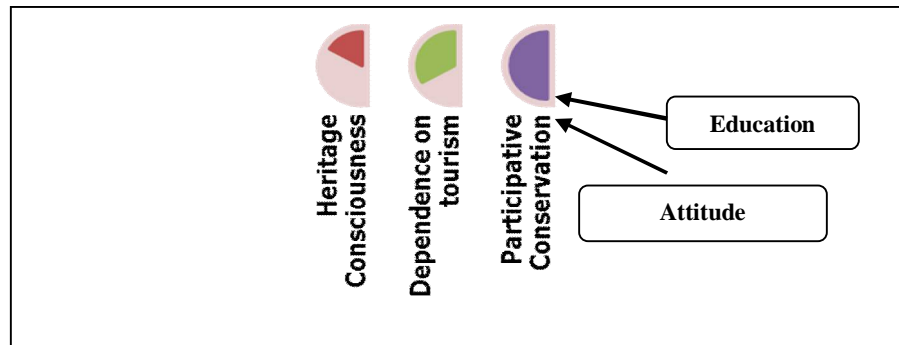 Heritage
Consciousness
Dependence on
tourism
Participative
Conservation
Education
Attitude